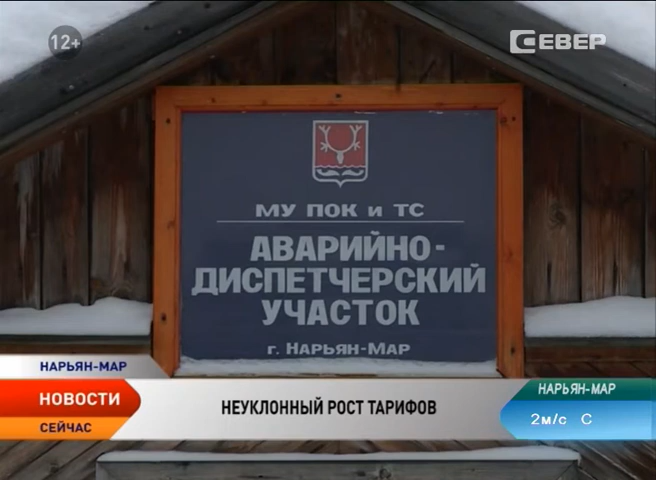 12+
СЕВЕР
МУ ПОК и ТС
АВАРИЙНО-
ДИСПЕТЧЕРСКИЙ
УЧАСТОК
г. НАРЬЯН-МАР
НАРЬЯН-МАР
НОВОСТИ
СЕЙЧАС
НЕУКЛОННЫЙ РОСТ ТАРИФОВ
НАРЬЯН-МАР
2м/с С